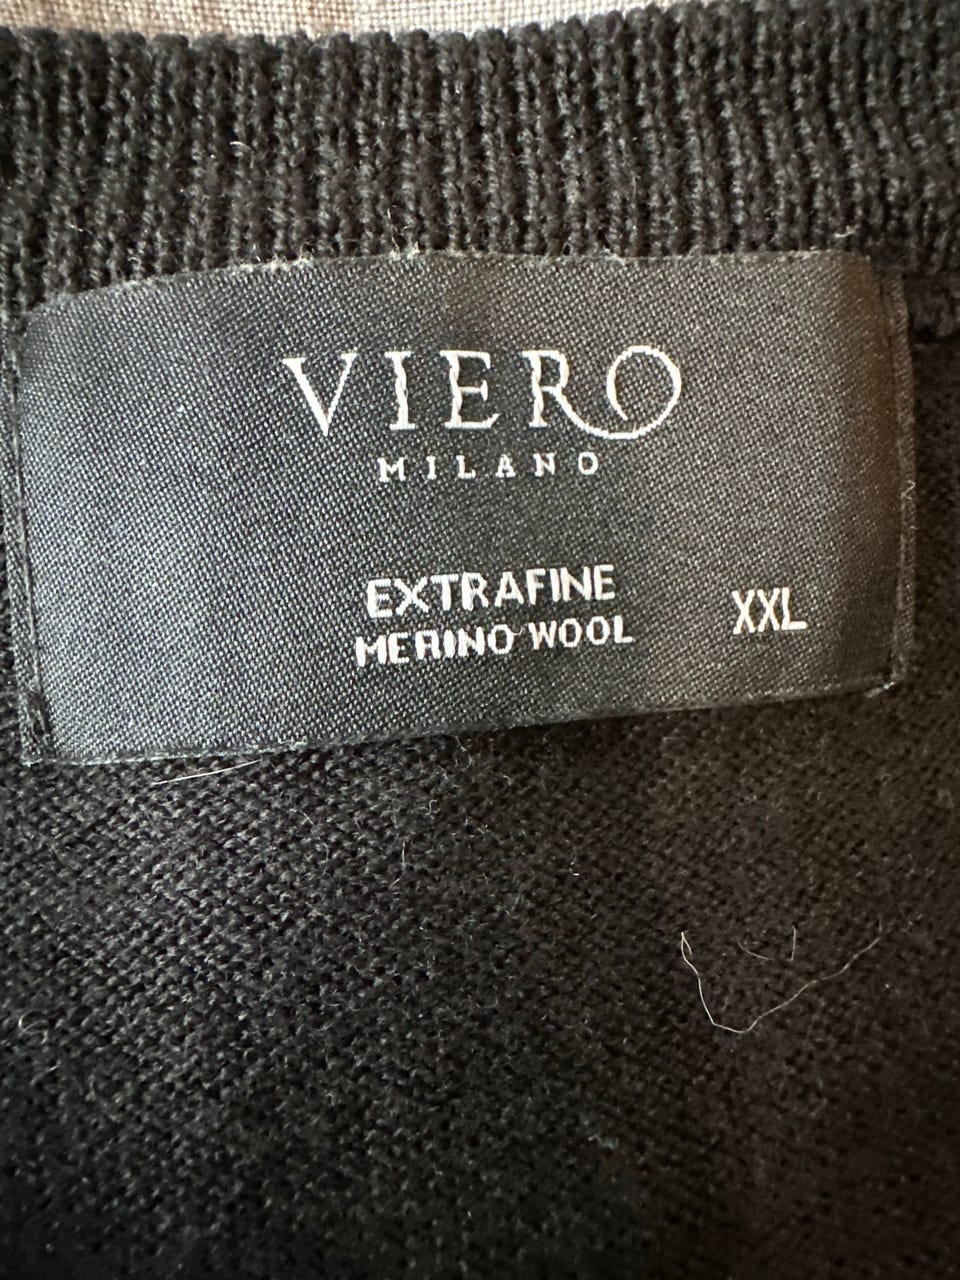 VIERO
MILANO
EXTRAFINE
MERINO WOOL
XXL